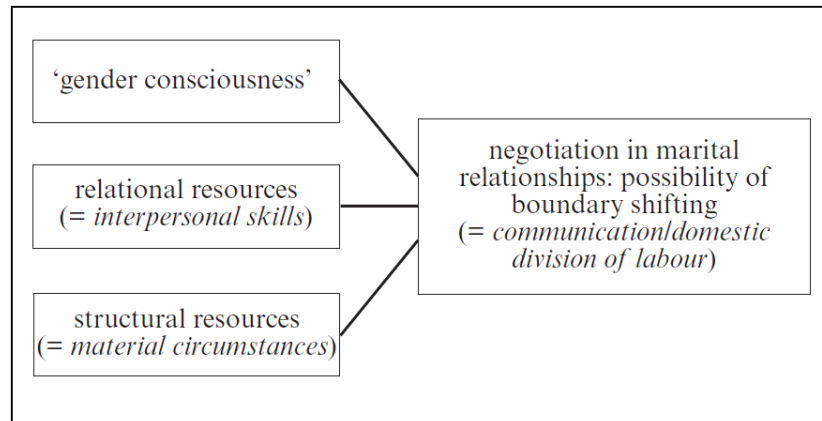 ‘gender consciousness’
relational resources
(= interpersonal skills)
structural resources
(= material circumstances)
negotiation in marital
relationships: possibility of
boundary shifting
(= communication/domestic
division of labour)